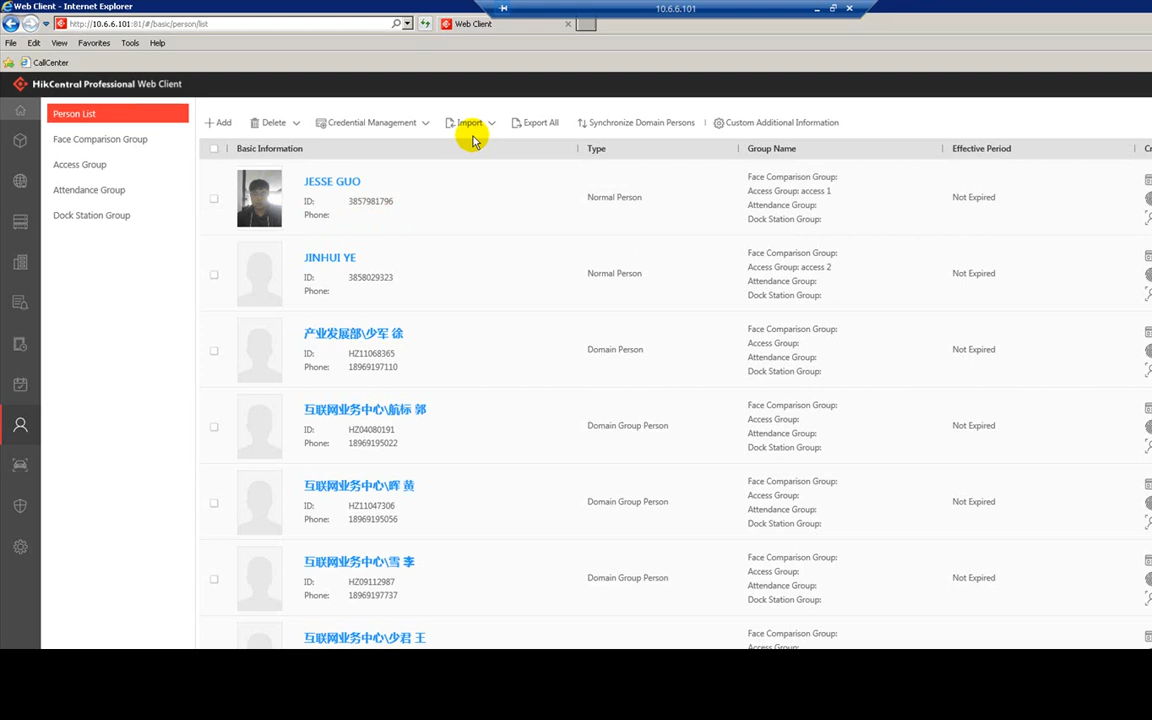 Web Client - Internet Explorer
10.6.6.101
http://10.6.6.101:81/#/basic/person/list
Web Client
File Edit View Favorites Tools Help
CallCenter
HikCentral Professional Web Client
Person List
Face Comparison Group
Access Group
Attendance Group
Dock Station Group
Add Delete Credential Management Import Export All Synchronize Domain Persons Custom Additional Information
Basic Information Type Group Name Effective Period
JESSE GUO
ID: 3857981796
Phone:
Normal Person
Face Comparison Group:
Access Group: access 1
Attendance Group:
Dock Station Group:
Not Expired
JINHUI YE
ID: 3858029323
Phone:
Normal Person
Face Comparison Group:
Access Group: access 2
Attendance Group:
Dock Station Group:
Not Expired
产业发展部\少军 徐
ID: HZ11068365
Phone: 18969197110
Domain Person
Face Comparison Group:
Access Group:
Attendance Group:
Dock Station Group:
Not Expired
互联网业务中心\航标 郭
ID: HZ04080191
Phone: 18969195022
Domain Group Person
Face Comparison Group:
Access Group:
Attendance Group:
Dock Station Group:
Not Expired
互联网业务中心\晖 黄
ID: HZ11047306
Phone: 18969195056
Domain Group Person
Face Comparison Group:
Access Group:
Attendance Group:
Dock Station Group:
Not Expired
互联网业务中心\雪 李
ID: HZ09112987
Phone: 18969197737
Domain Group Person
Face Comparison Group:
Access Group:
Attendance Group:
Dock Station Group:
Not Expired
互联网业务中心\少君 王
Face Comparison Group:
Access Group: